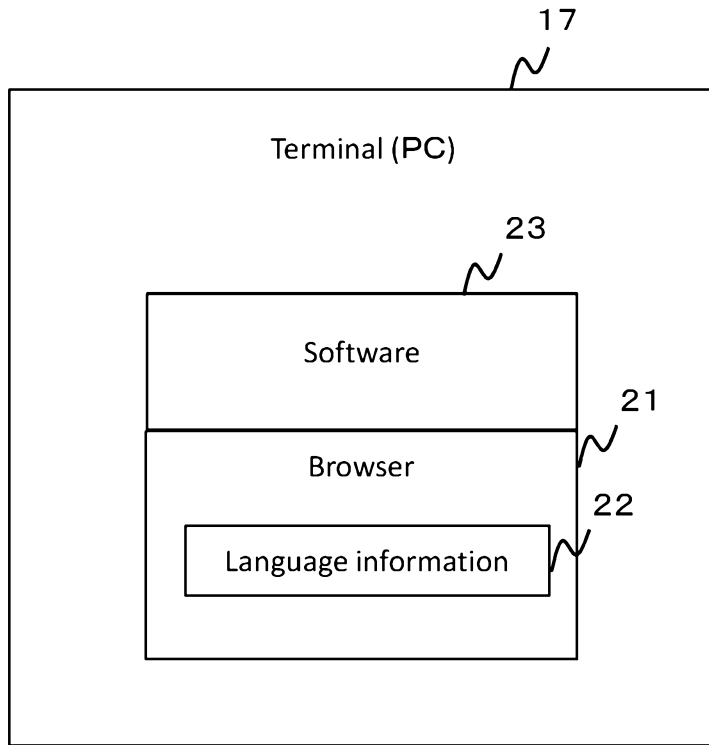 17
Terminal (PC)
23
Software
21
Browser
22
Language information